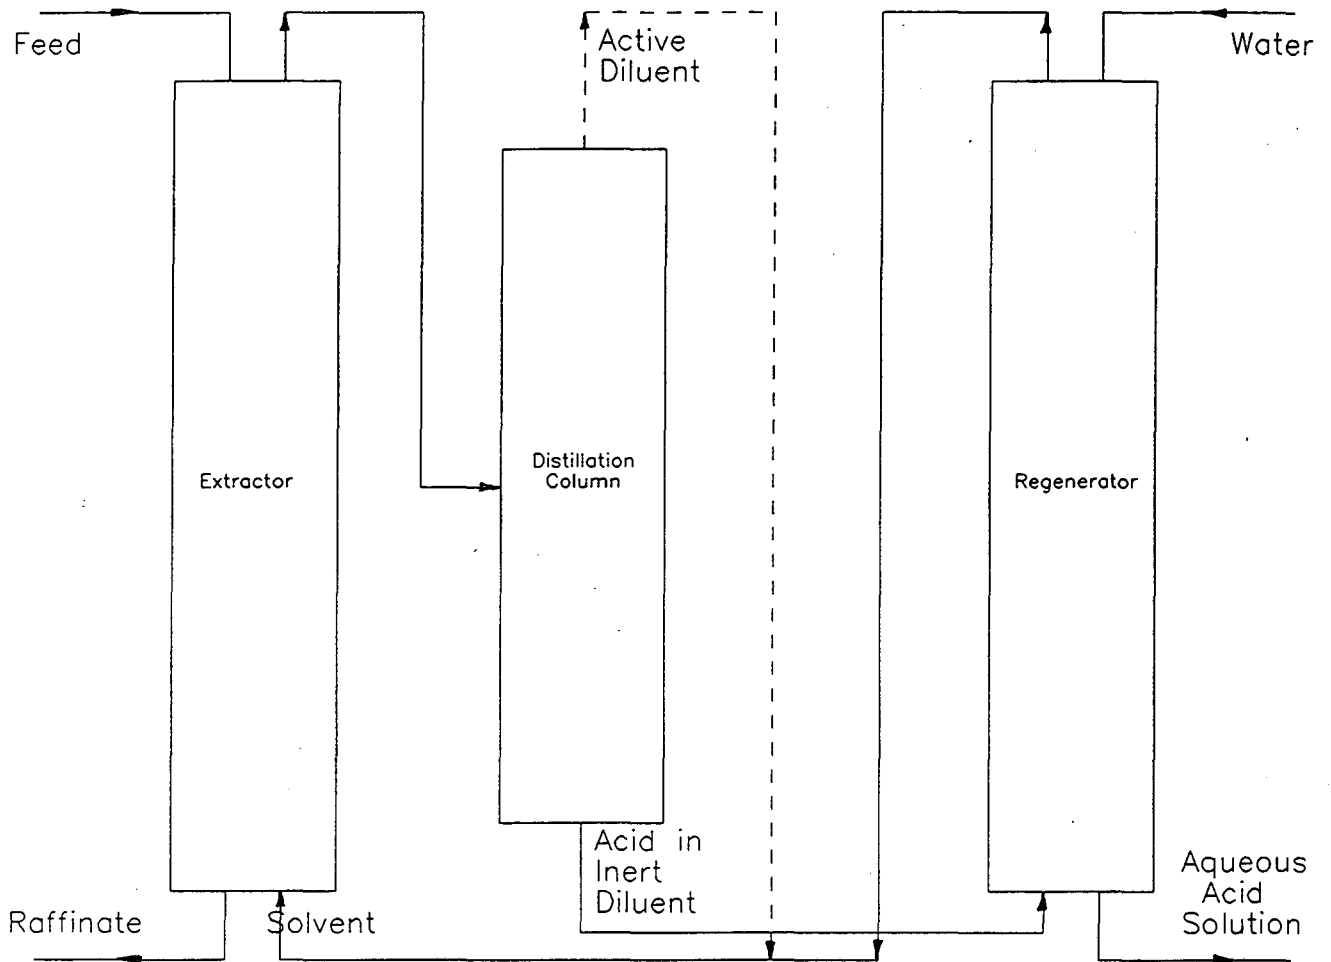 Feed
Active
Diluent
Water
Extractor
Distillation
Column
Regenerator
Acid in
Inert
Diluent
Raffinate
Solvent
Aqueous
Acid
Solution